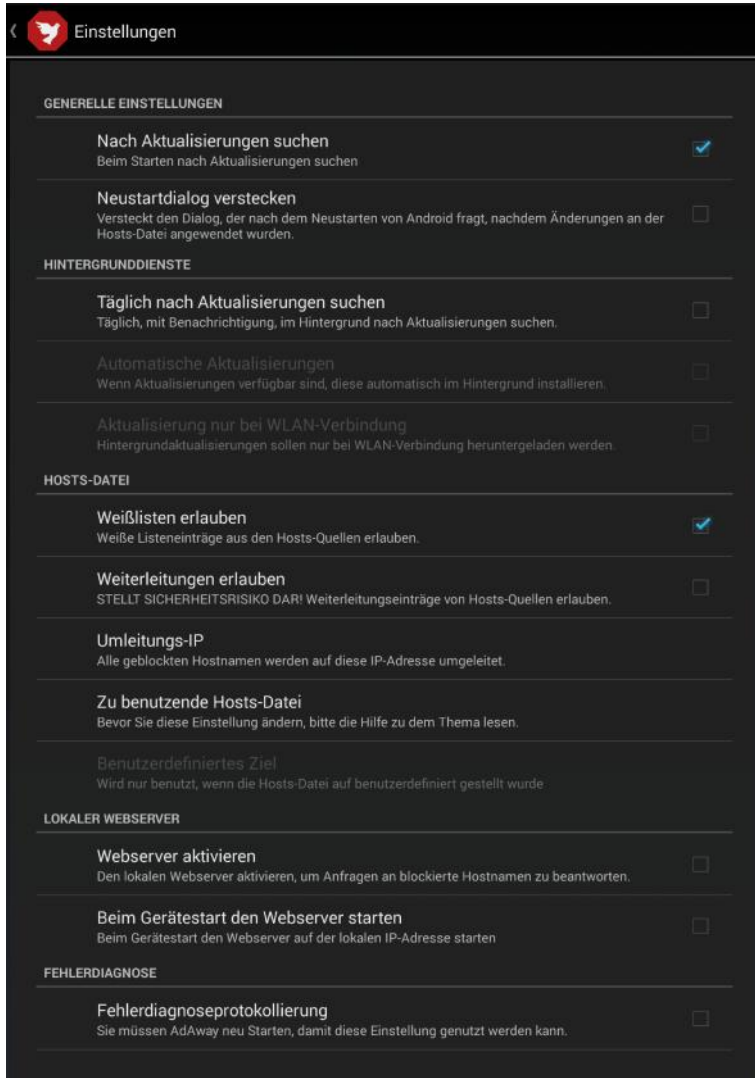 Einstellungen
GENERELLE EINSTELLUNGEN
Nach Aktualisierungen suchen
Beim Starten nach Aktualisierungen suchen
Neustartdialog verstecken
Versteckt den Dialog, der nach dem Neustarten von Android fragt, nachdem Änderungen an der
Hosts-Datei angewendet wurden.
HINTERGRUNDDIENSTE
Täglich nach Aktualisierungen suchen
Täglich, mit Benachrichtigung, im Hintergrund nach Aktualisierungen suchen.
Automatische Aktualisierungen
Wenn Aktualisierungen verfügbar sind, diese automatisch im Hintergrund installieren.
Aktualisierung nur bei WLAN-Verbindung
Hintergrundaktualisierungen sollen nur bei WLAN-Verbindung heruntergeladen werden.
HOSTS-DATEI
Weißlisten erlauben
Weiße Listeneinträge aus den Hosts-Quellen erlauben.
Weiterleitungen erlauben
STELLT SICHERHEITSRISIKO DAR! Weiterleitungseinträge von Hosts-Quellen erlauben.
Umleitungs-IP
Alle geblockten Hostnamen werden auf diese IP-Adresse umgeleitet.
Zu benutzende Hosts-Datei
Bevor Sie diese Einstellung ändern, bitte die Hilfe zu dem Thema lesen.
Benutzerdefiniertes Ziel
Wird nur benutzt, wenn die Hosts-Datei auf benutzerdefiniert gestellt wurde
LOKALER WEBSERVER
Webserver aktivieren
Den lokalen Webserver aktivieren, um Anfragen an blockierte Hostnamen zu beantworten.
Beim Gerätestart den Webserver starten
Beim Gerätestart den Webserver auf der lokalen IP-Adresse starten
FEHLERDIAGNOSE
Fehlerdiagnoseprotokollierung
Sie müssen AdAway neu Starten, damit diese Einstellung genutzt werden kann.